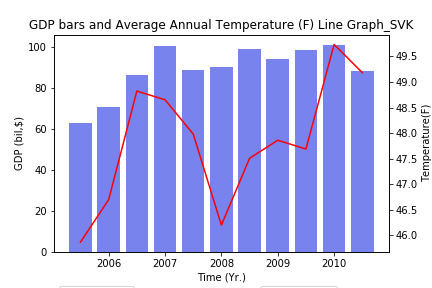 GDP bars and Average Annual Temperature (F) Line Graph_SVK
100
80
60
40
20
0
GDP (bil,$)
49.5
49.0
48.5
48.0
47.5
47.0
46.5
46.0
Temperature(F)
2006 2007 2008 2009 2010
Time (Yr.)